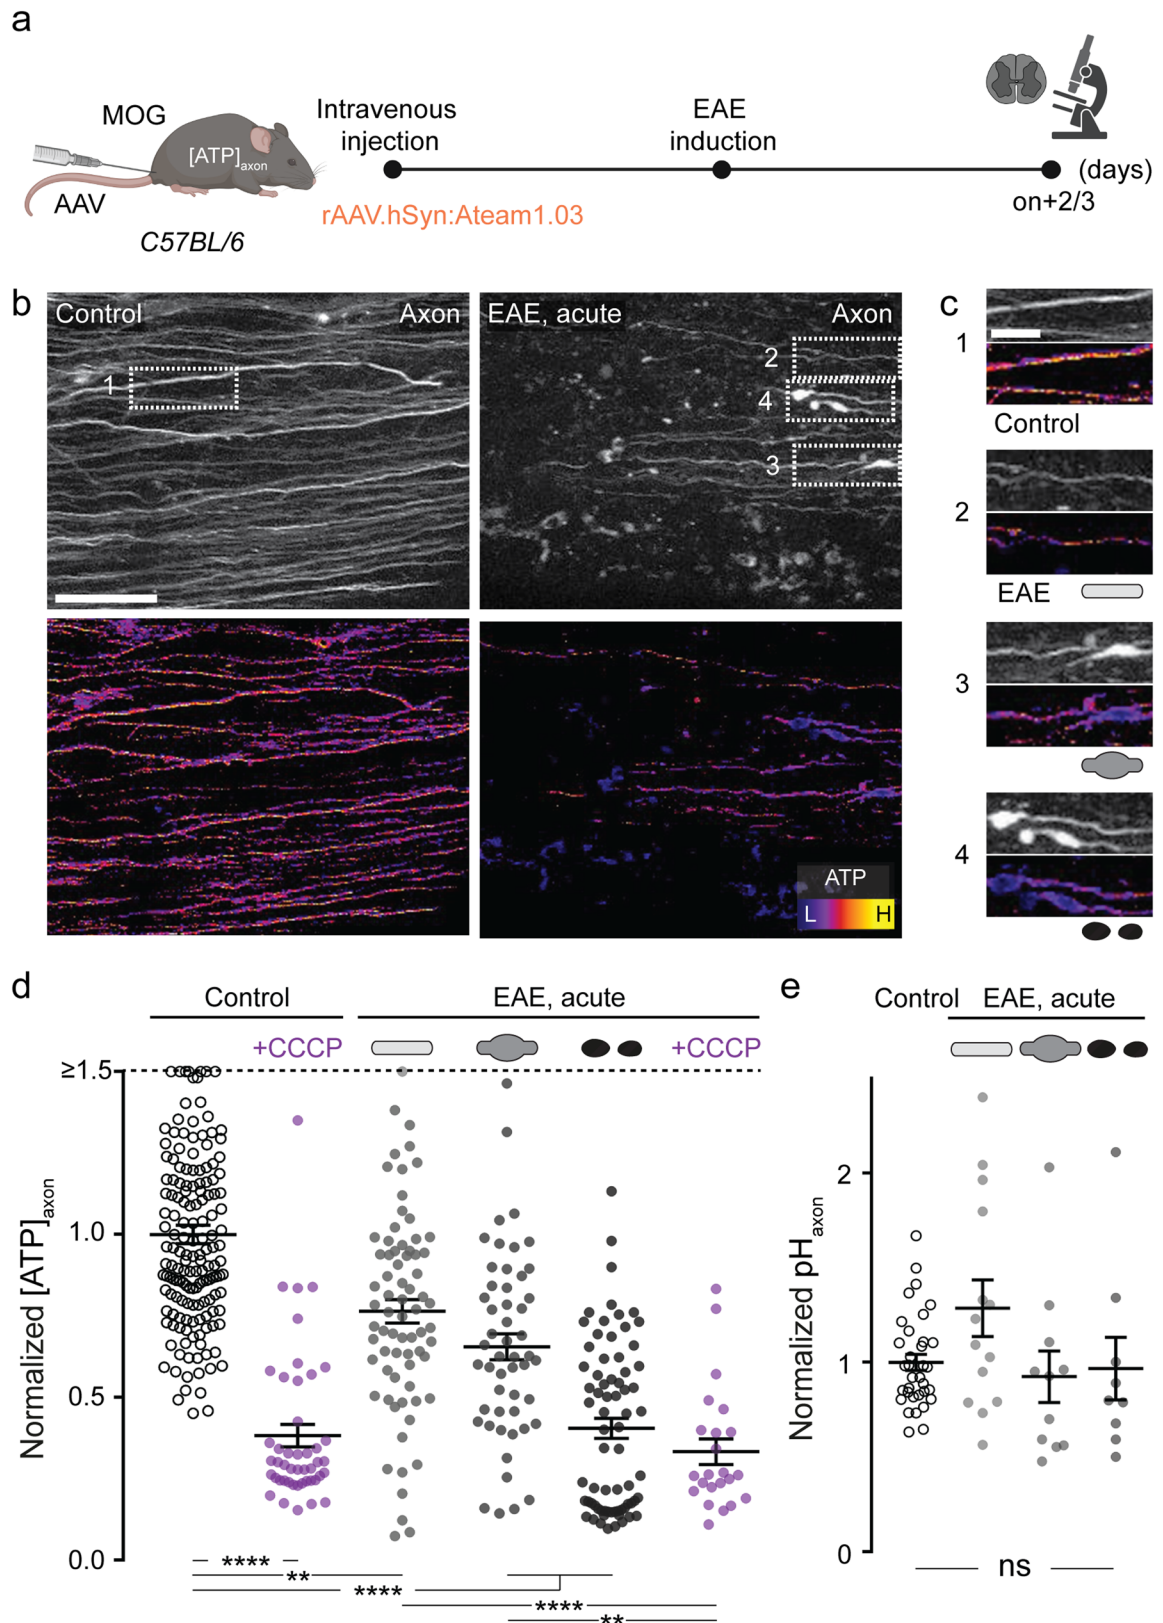 a
MOG
[ATP]axon
AAV
C57BL/6
Intravenous
injection
rAAV.hSyn:Ateam1.03
EAE
induction
(days)
on+2/3
b
Control
Axon
1
EAE, acute
Axon
2
4
3
ATP
L
H
c
1
Control
2
EAE
3
4
d
Control
EAE, acute
+CCCP
+CCCP
Normalized [ATP]axon
≥1.5
1.0
0.5
0.0
****
**
****
****
**
e
Control
EAE, acute
Normalized pHaxon
2
1
0
ns